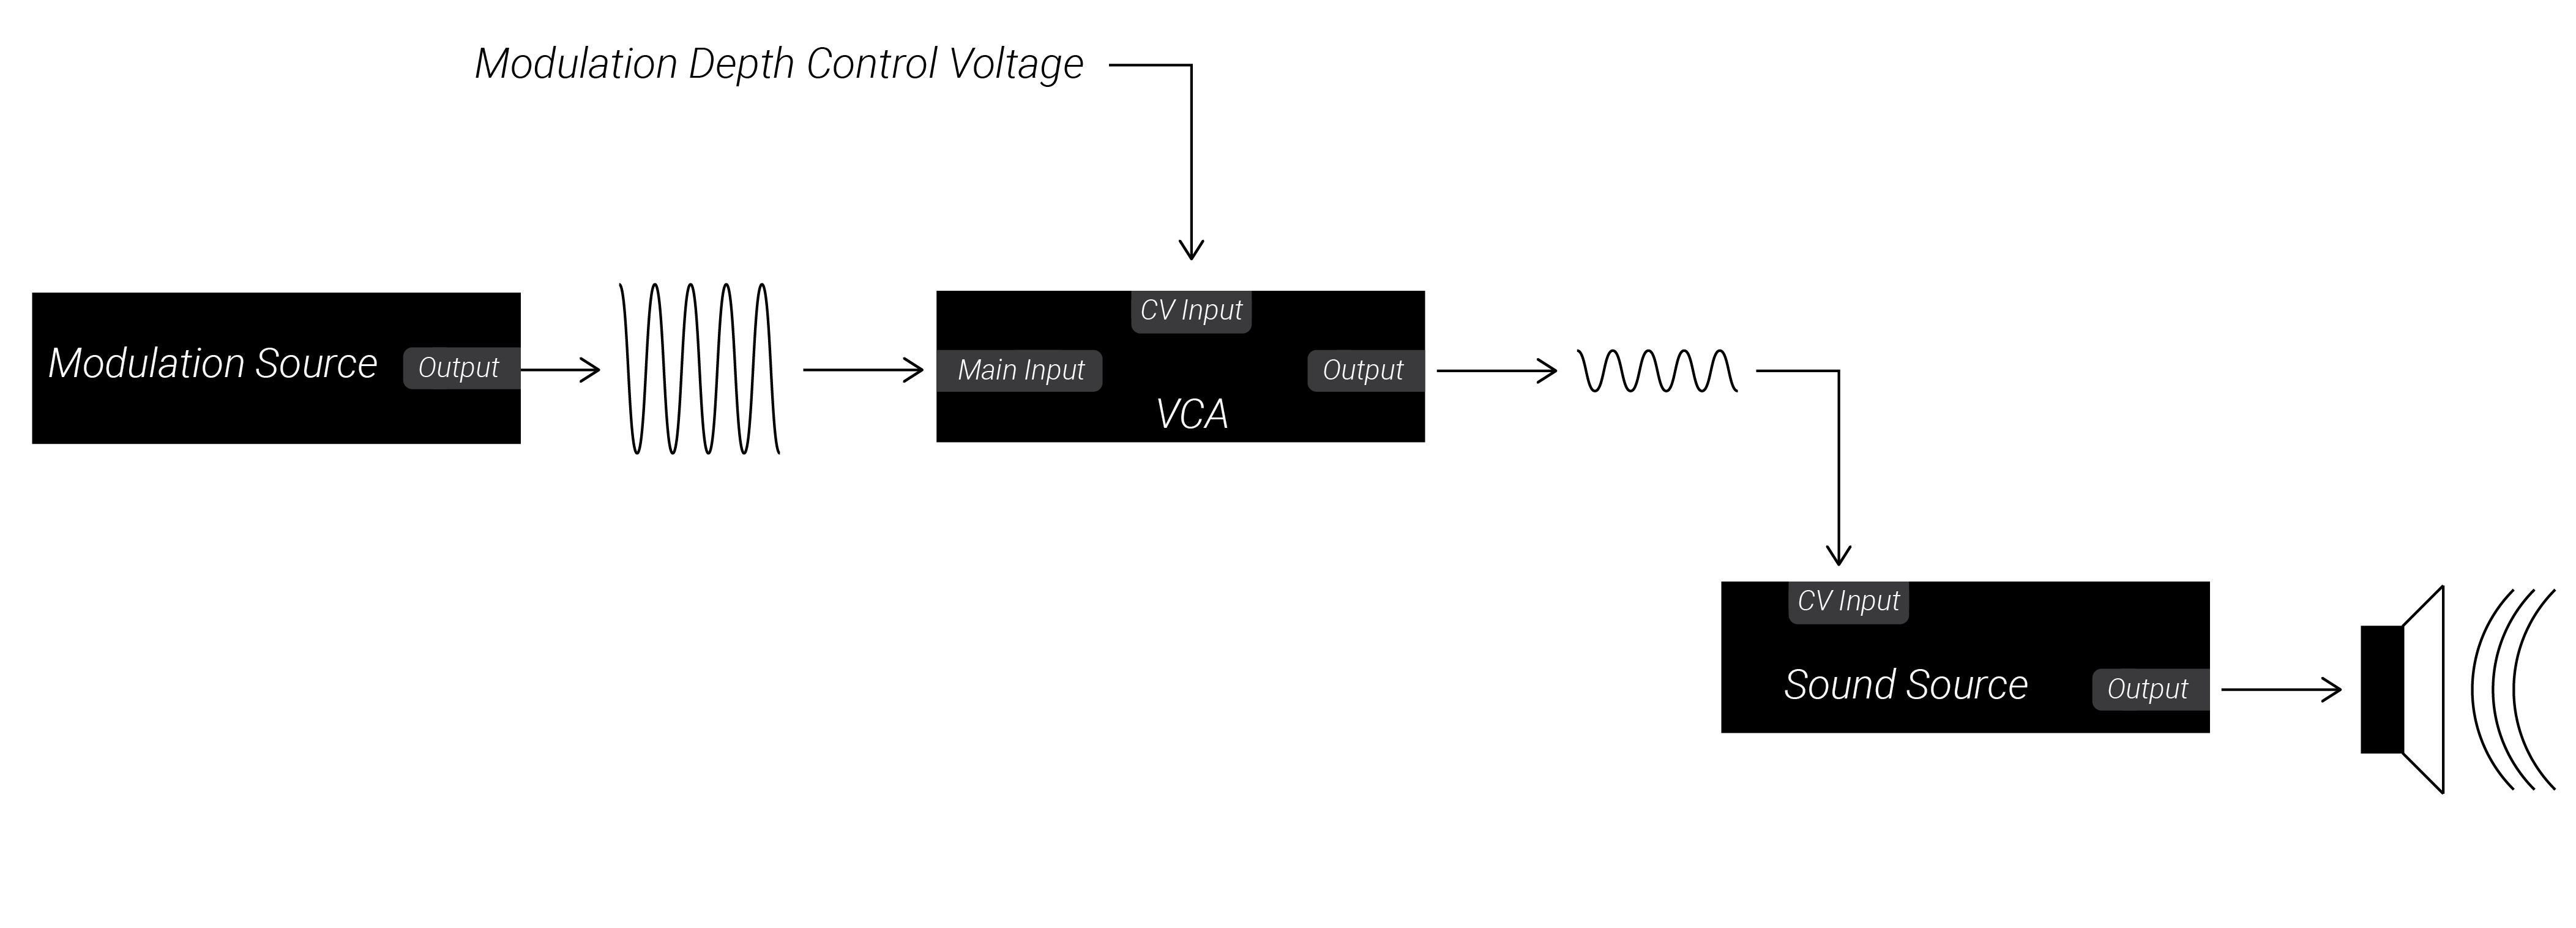 Modulation Depth Control Voltage
Modulation Source
Output
CV Input
Main Input
Output
VCA
CV Input
Sound Source
Output